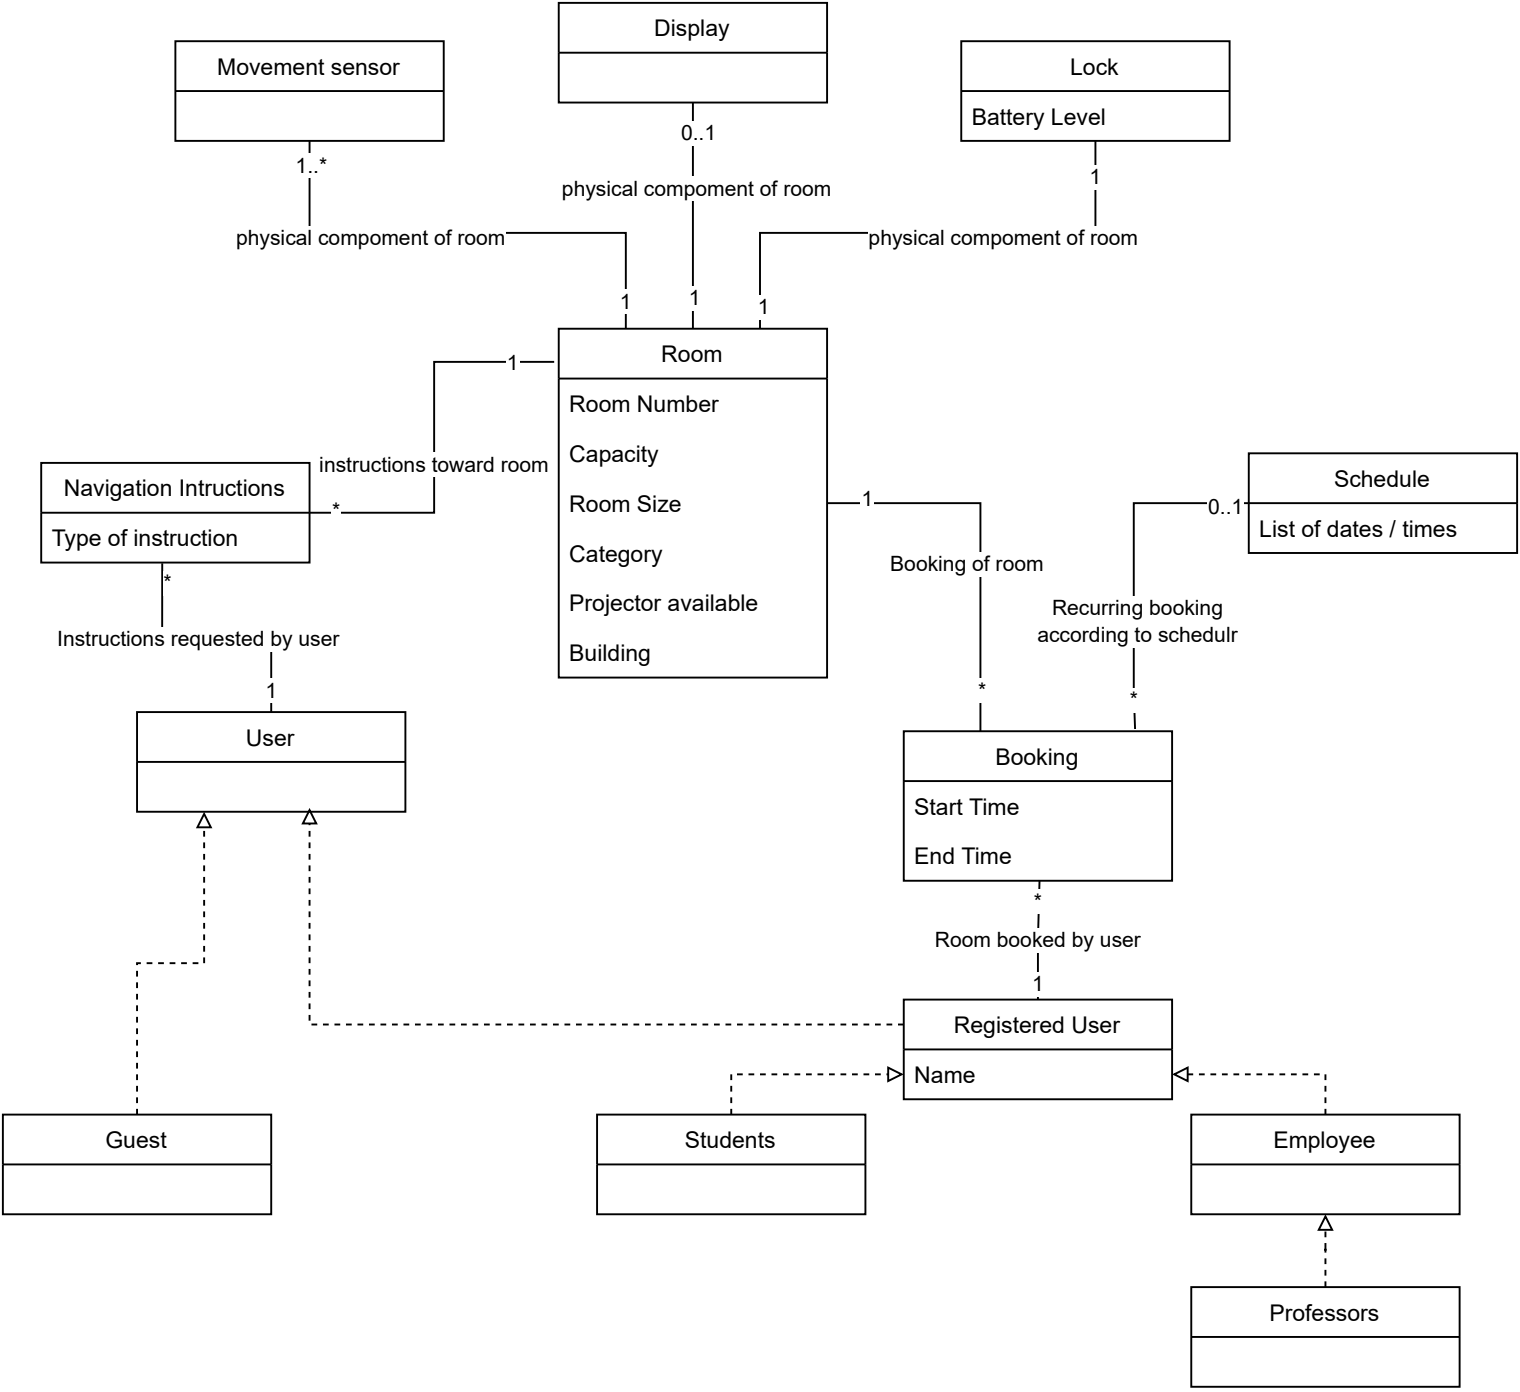 Display
Movement sensor
Lock
Battery Level
0..1
1..*
1
physical compoment of room
physical compoment of room
physical compoment of room
1
1
1
Room
1
Room Number
Capacity
Room Size
Category
Projector available
Building
instructions toward room
Navigation Intructions
Type of instruction
*
*
Instructions requested by user
1
User
1
Booking of room
*
Schedule
List of dates / times
0..1
Recurring booking
according to schedulr
*
Booking
Start Time
End Time
*
Room booked by user
1
Registered User
Name
Guest
Students
Employee
Professors